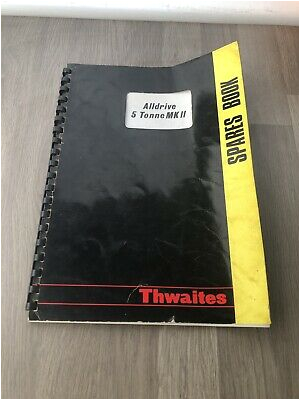 Alldrive
5 Tonne MK II
SPARES BOOK
Thwaites